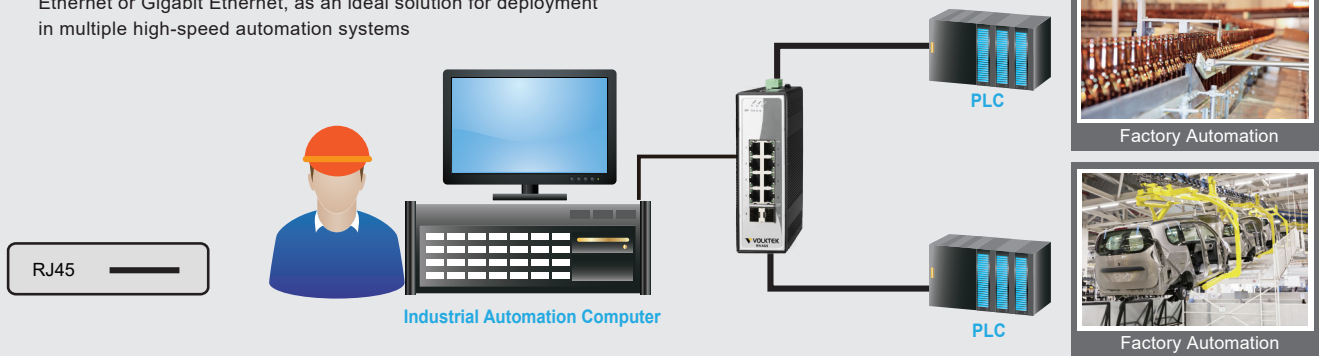 Ethernet or Gigabit Ethernet, as an ideal solution for deployment
in multiple high-speed automation systems
PLC
Factory Automation
VOLKTEK
RJ45
Industrial Automation Computer
PLC
Factory Automation